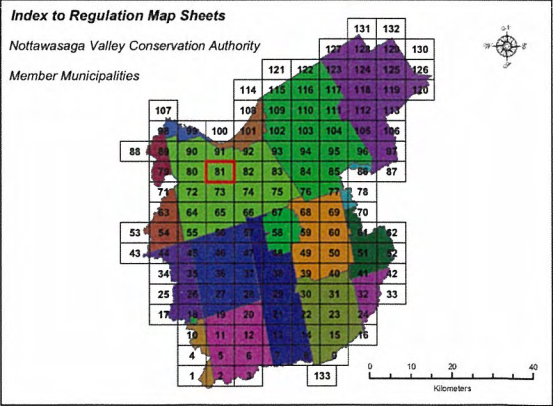 Index to Regulation Map Sheets
Nottawasaga Valley Conservation Authority
Member Municipalities
131 132
127 128 129 130
121 122 123 124 125 126
114 115 116 117 118 119 120
107 108 109 110 111 112 113
98 99 100 101 102 103 104 105 106
88 89 90 91 92 93 94 95 96 97
79 80 81 82 83 84 85 86 87
71 72 73 74 75 76 77 78
63 64 65 66 67 68 69 70
53 54 55 56 57 58 59 60 61 62
43 44 45 46 47 48 49 50 51 52
34 35 36 37 38 39 40 41 42
25 26 27 28 29 30 31 32 33
17 18 19 20 21 22 23 24
10 11 12 13 14 15 16
4 5 6 8 9
1 2 3 133
0 10 20 40
Kilometers